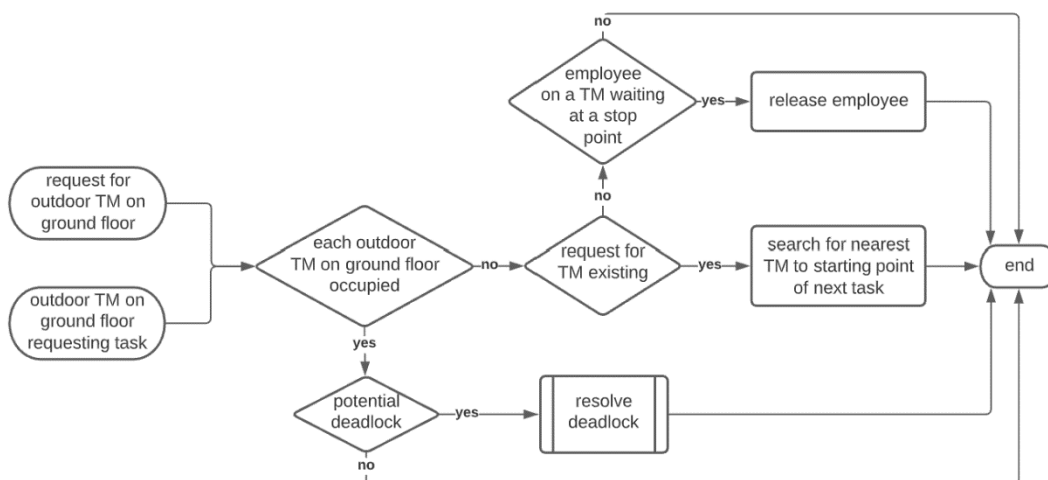 no
employee
on a TM waiting
at a stop
point
yes
release employee
request for
outdoor TM on
ground floor
no
each outdoor
TM on ground floor
occupied
no
request for
TM existing
yes
search for nearest
TM to starting point
of next task
end
outdoor TM on
ground floor
requesting task
yes
potential
deadlock
yes
resolve
deadlock
no